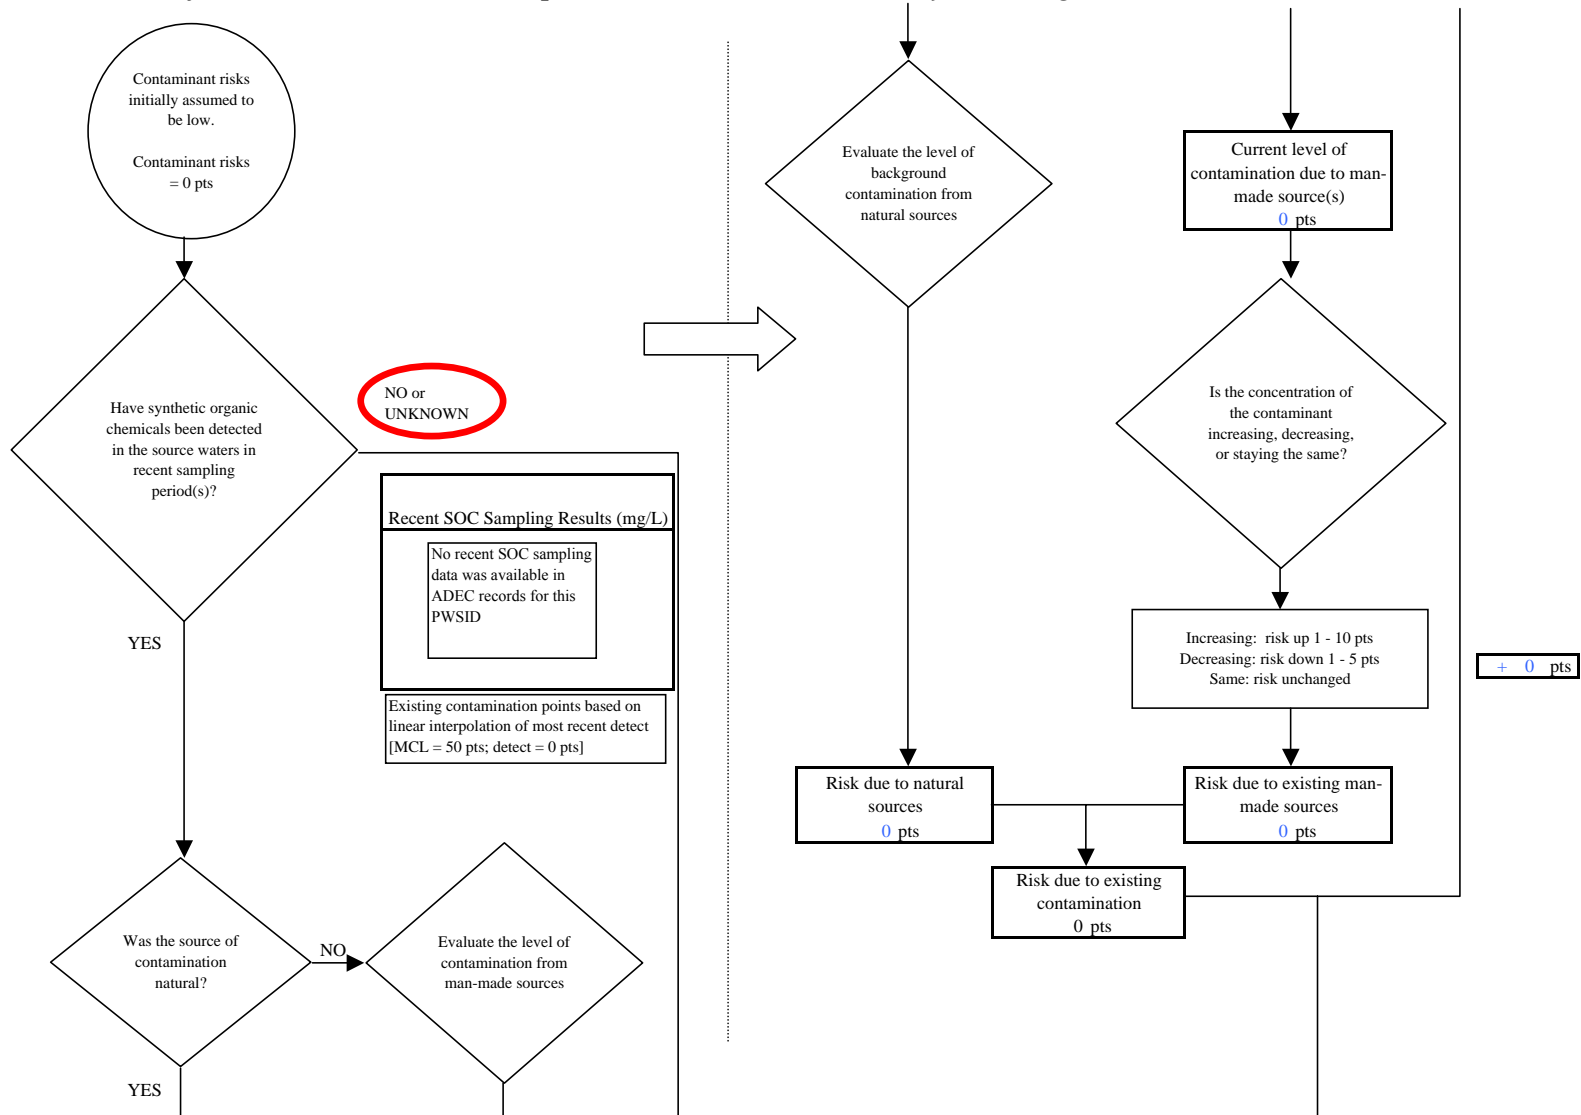 Contaminant risks
initially assumed to
be low.
Contaminant risks
= 0 pts
Have synthetic organic
chemicals been detected
in the source waters in
recent sampling
period(s)?
NO or
UNKNOWN
Recent SOC Sampling Results (mg/L)
No recent SOC sampling
data was available in
ADEC records for this
PWSID
Existing contamination points based on
linear interpolation of most recent detect
[MCL = 50 pts; detect = 0 pts]
YES
Was the source of
contamination
natural?
NO
Evaluate the level of
contamination from
man-made sources
YES
Evaluate the level of
background
contamination from
natural sources
Current level of
contamination due to man-
made source(s)
0 pts
Is the concentration of
the contaminant
increasing, decreasing,
or staying the same?
Increasing: risk up 1 - 10 pts
Decreasing: risk down 1 - 5 pts
Same: risk unchanged
+ 0 pts
Risk due to natural
sources
0 pts
Risk due to existing man-
made sources
0 pts
Risk due to existing
contamination
0 pts